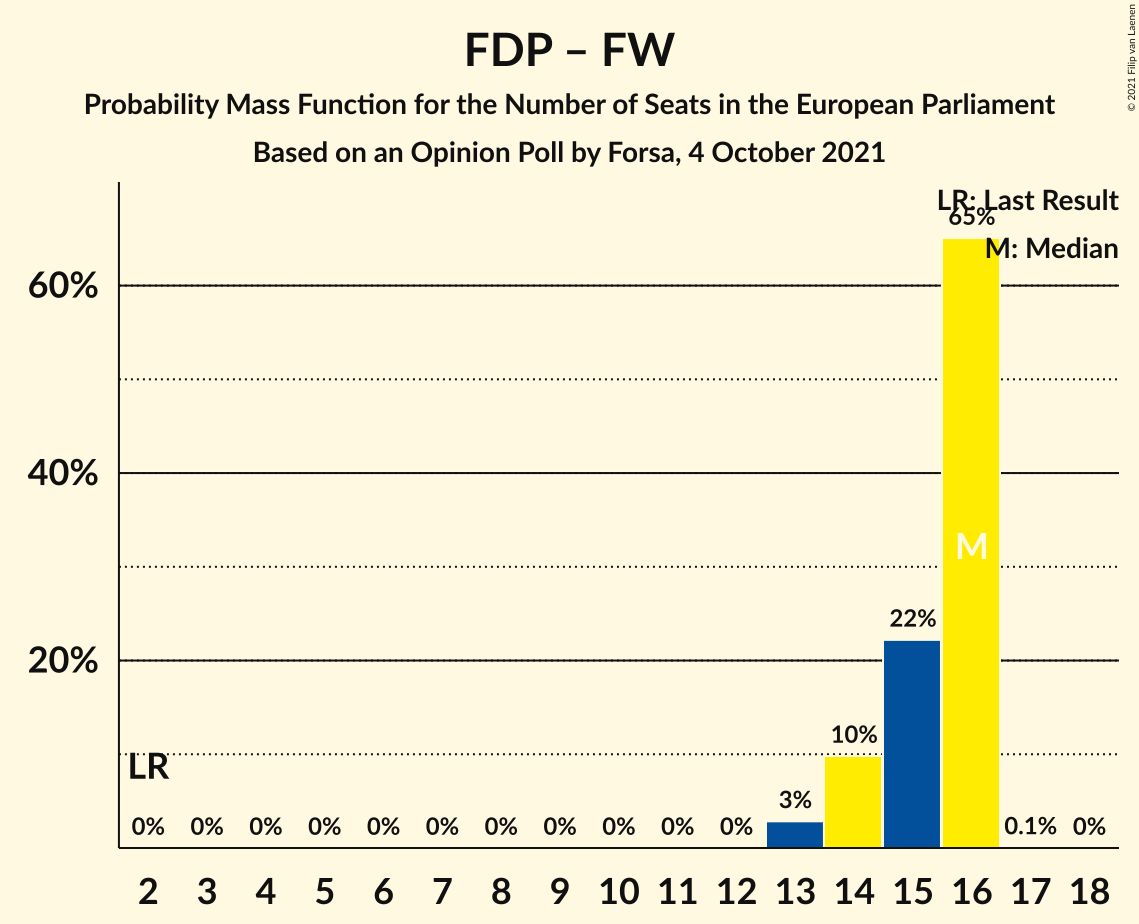 FDP – FW
Probability Mass Function for the Number of Seats in the European Parliament
Based on an Opinion Poll by Forsa, 4 October 2021
© 2021 Filip van Laenen
LR: Last Result
65%
M: Median
60%
40%
M
22%
20%
10%
LR
3%
0% 0% 0% 0% 0% 0% 0% 0% 0% 0% 0% 0.1% 0%
2 3 4 5 6 7 8 9 10 11 12 13 14 15 16 17 18